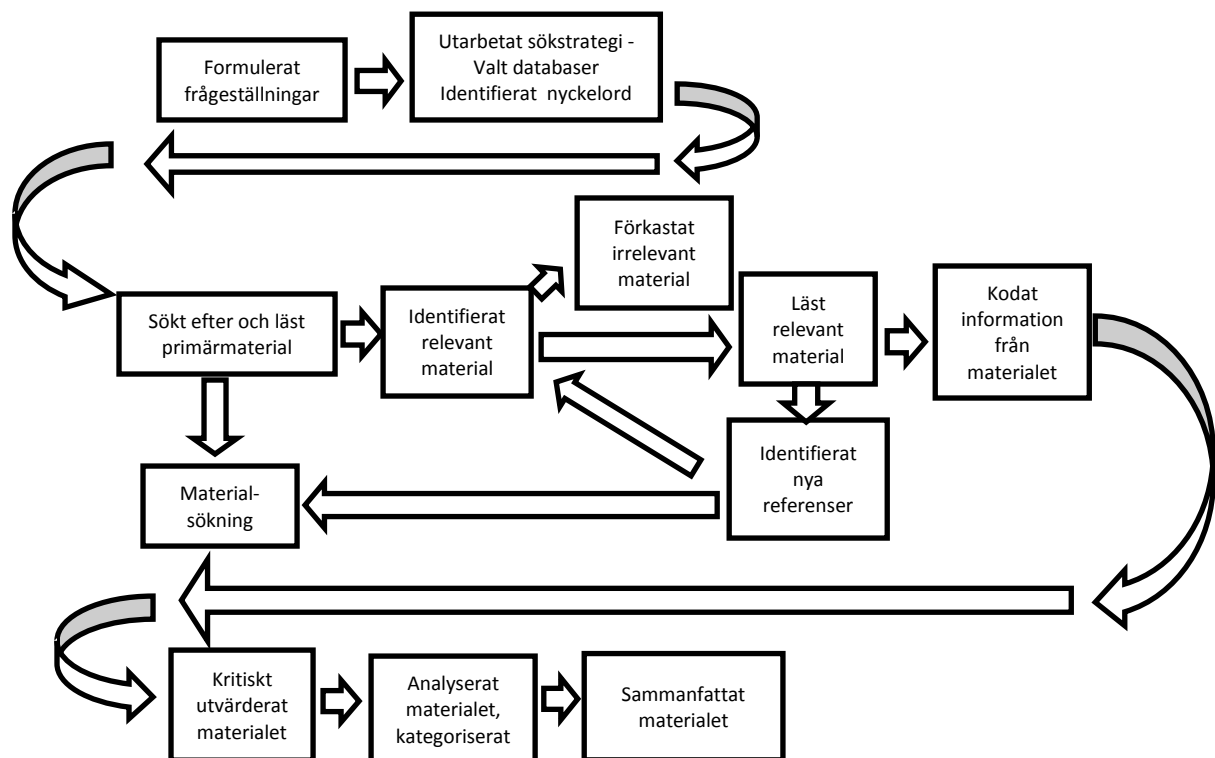 Formulerat
frågeställningar
Utarbetat sökstrategi -
Valt databaser
Identifierat nyckelord
Förkastat
irrelevant
material
Sökt efter och läst
primärmaterial
Identifierat
relevant
material
Läst
relevant
material
Kodat
information
från
materialet
Material-
sökning
Identifierat
nya
referenser
Kritiskt
utvärderat
materialet
Analyserat
materialet,
kategoriserat
Sammanfattat
materialet